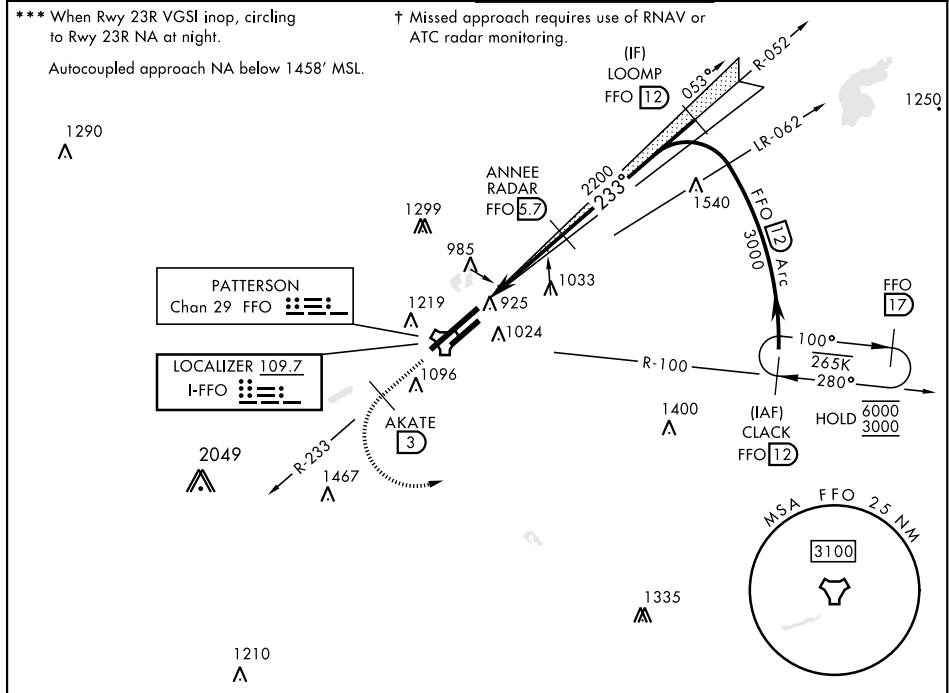 *** When Rwy 23R VGSI inop, circling
to Rwy 23R NA at night.
Autocoupled approach NA below 1458' MSL.
† Missed approach requires use of RNAV or
ATC radar monitoring.
(IF)
LOOMP
FFO 12
053°
R-052
1250
1290
LR-062
ANNEE
RADAR
FFO 5.7
2200
233°
1540
FFO 12 Arc
3000
1299
985
1033
PATTERSON
Chan 29 FFO
1219
925
1024
FFO
17
LOCALIZER 109.7
I-FFO
1096
R-100
100°
265K
280°
AKATE
3
1400
(IAF)
CLACK
FFO 12
HOLD 6000
3000
R-233
2049
1467
MSA FFO 25 NM
3100
1335
1210